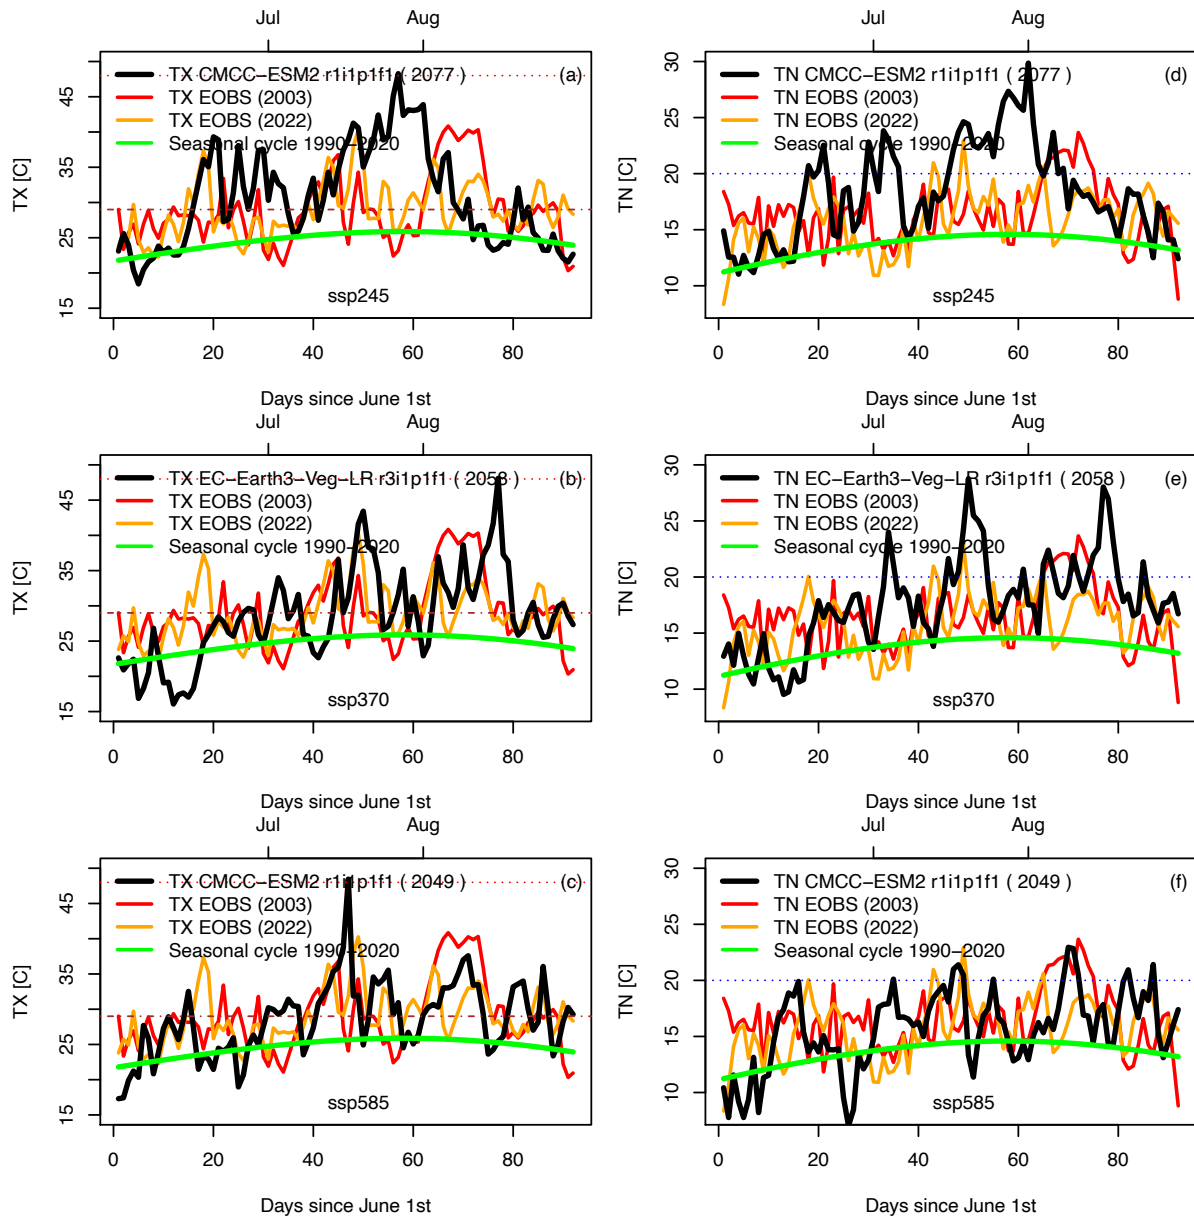 Jul Aug
TX [C]
45
35
25
15
TX CMCC−ESM2 r1i1p1f1 ( 2077 ) (a)
TX EOBS (2003)
TX EOBS (2022)
Seasonal cycle 1990−2020
ssp245
0 20 40 60 80
Days since June 1st
Jul Aug
TN [C]
30
25
20
15
10
TN CMCC−ESM2 r1i1p1f1 ( 2077 ) (d)
TN EOBS (2003)
TN EOBS (2022)
Seasonal cycle 1990−2020
ssp245
0 20 40 60 80
Days since June 1st
Jul Aug
TX [C]
45
35
25
15
TX EC−Earth3−Veg−LR r3i1p1f1 ( 2058 ) (b)
TX EOBS (2003)
TX EOBS (2022)
Seasonal cycle 1990−2020
ssp370
0 20 40 60 80
Days since June 1st
Jul Aug
TN [C]
30
25
20
15
10
TN EC−Earth3−Veg−LR r3i1p1f1 ( 2058 ) (e)
TN EOBS (2003)
TN EOBS (2022)
Seasonal cycle 1990−2020
ssp370
0 20 40 60 80
Days since June 1st
Jul Aug
TX [C]
45
35
25
15
TX CMCC−ESM2 r1i1p1f1 ( 2049 ) (c)
TX EOBS (2003)
TX EOBS (2022)
Seasonal cycle 1990−2020
ssp585
0 20 40 60 80
Days since June 1st
Jul Aug
TN [C]
30
25
20
15
10
TN CMCC−ESM2 r1i1p1f1 ( 2049 ) (f)
TN EOBS (2003)
TN EOBS (2022)
Seasonal cycle 1990−2020
ssp585
0 20 40 60 80
Days since June 1st